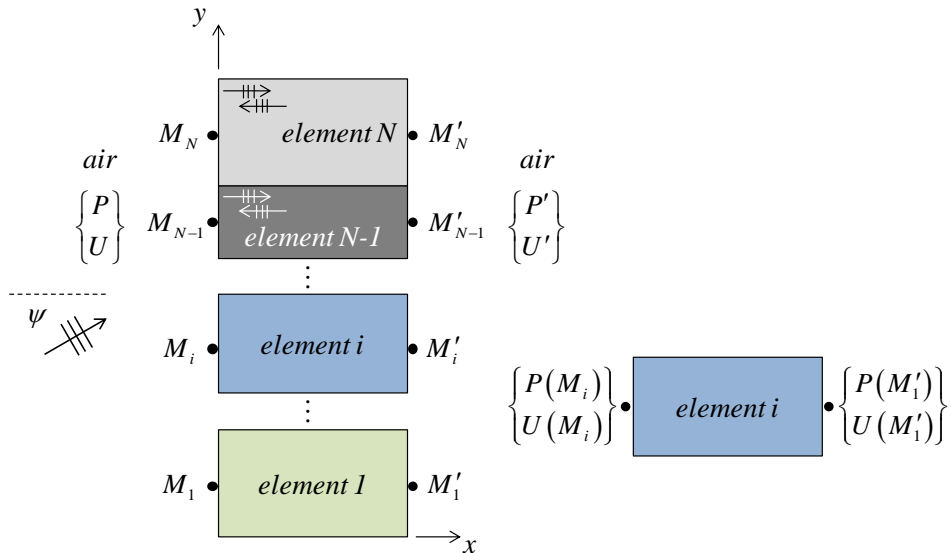 y
M_N element N M′_N
air air
{P U} M_{N−1} element N-1 M′_{N−1} {P′ U'}
ψ
M_i element i M′_i
{P(M_i) U(M_i)} element i {P(M′_1) U(M′_1)}
M_1 element 1 M′_1
x